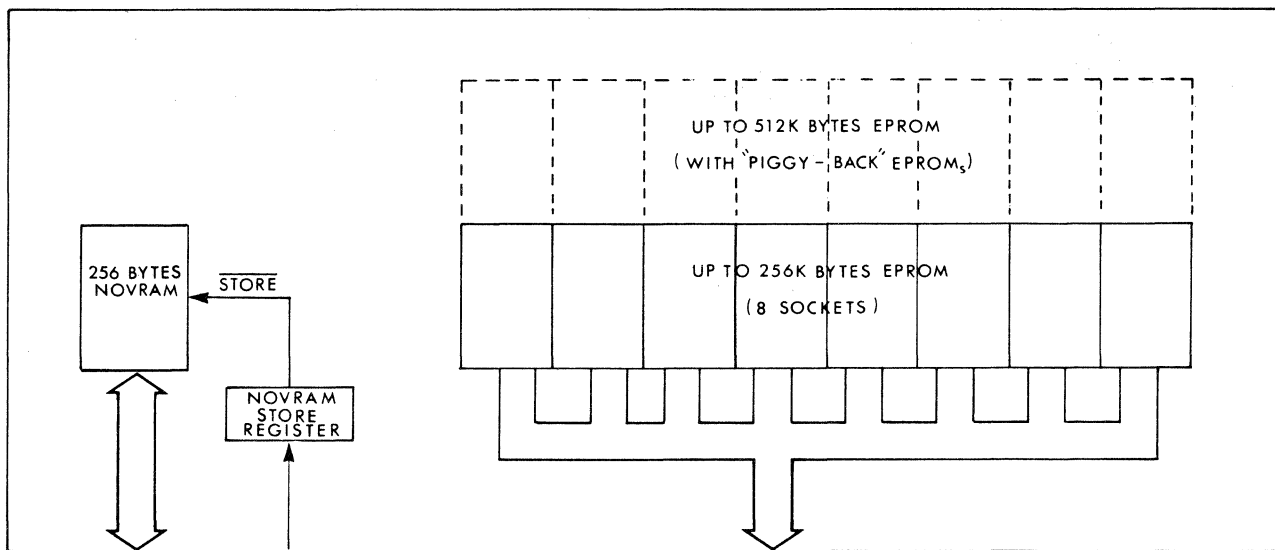 UP TO 512K BYTES EPROM
(WITH "PIGGY-BACK" EPROMs)
256 BYTES
NOVRAM
STORE
UP TO 256K BYTES EPROM
(8 SOCKETS)
NOVRAM
STORE
REGISTER